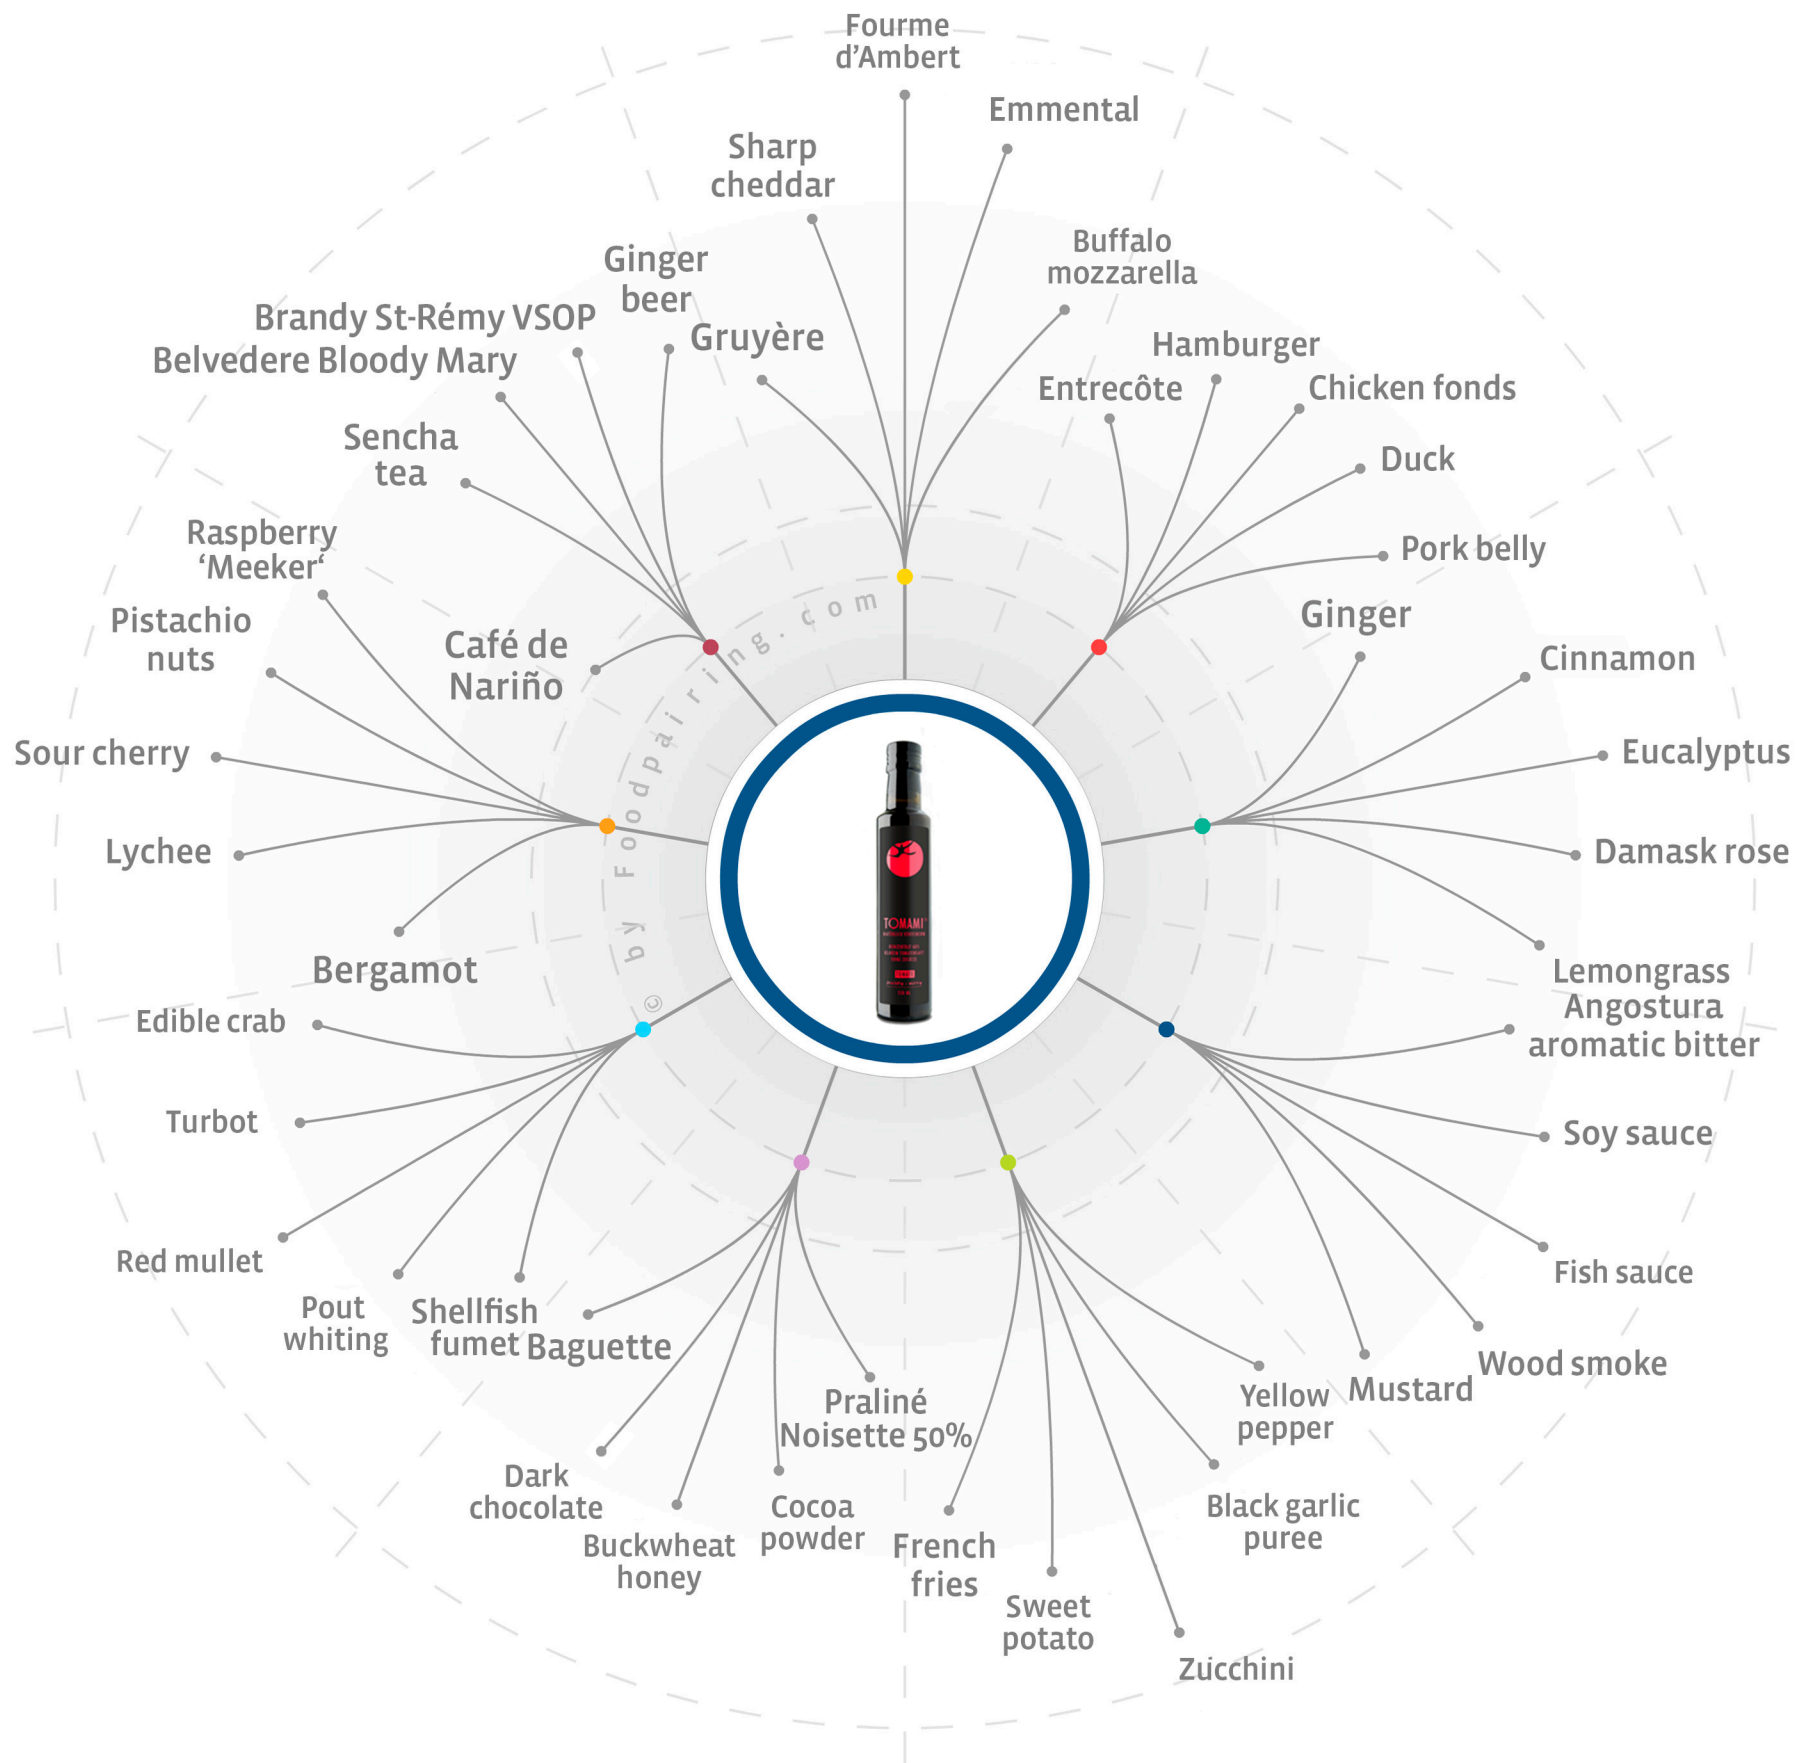 Fourme
d’Ambert
Emmental
Sharp
cheddar
Buffalo
mozzarella
Ginger
beer
Gruyère
Brandy St-Rémy VSOP
Belvedere Bloody Mary
Hamburger
Entrecôte
Chicken fonds
Sencha
tea
Duck
Raspberry
‘Meeker‘
Pork belly
Pistachio
nuts
Café de
Nariño
Ginger
Cinnamon
Sour cherry
Eucalyptus
Lychee
Damask rose
Bergamot
Lemongrass
Angostura
aromatic bitter
Edible crab
© by Foodpairing.com
TOMAMI
Turbot
Soy sauce
Red mullet
Fish sauce
Pout
whiting
Shellfish
fumet
Baguette
Wood smoke
Mustard
Yellow
pepper
Praliné
Noisette 50%
Dark
chocolate
Buckwheat
honey
Cocoa
powder
French
fries
Black garlic
puree
Sweet
potato
Zucchini